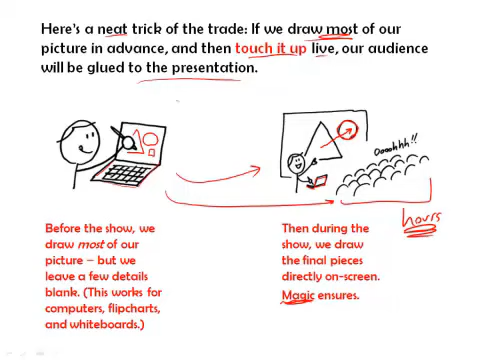 Here's a neat trick of the trade: If we draw most of our
picture in advance, and then touch it up live, our audience
will be glued to the presentation.
Oooohhh!!
hours
Before the show, we
draw most of our
picture – but we
leave a few details
blank. (This works for
computers, flipcharts,
and whiteboards.)
Then during the
show, we draw
the final pieces
directly on-screen.
Magic ensures.